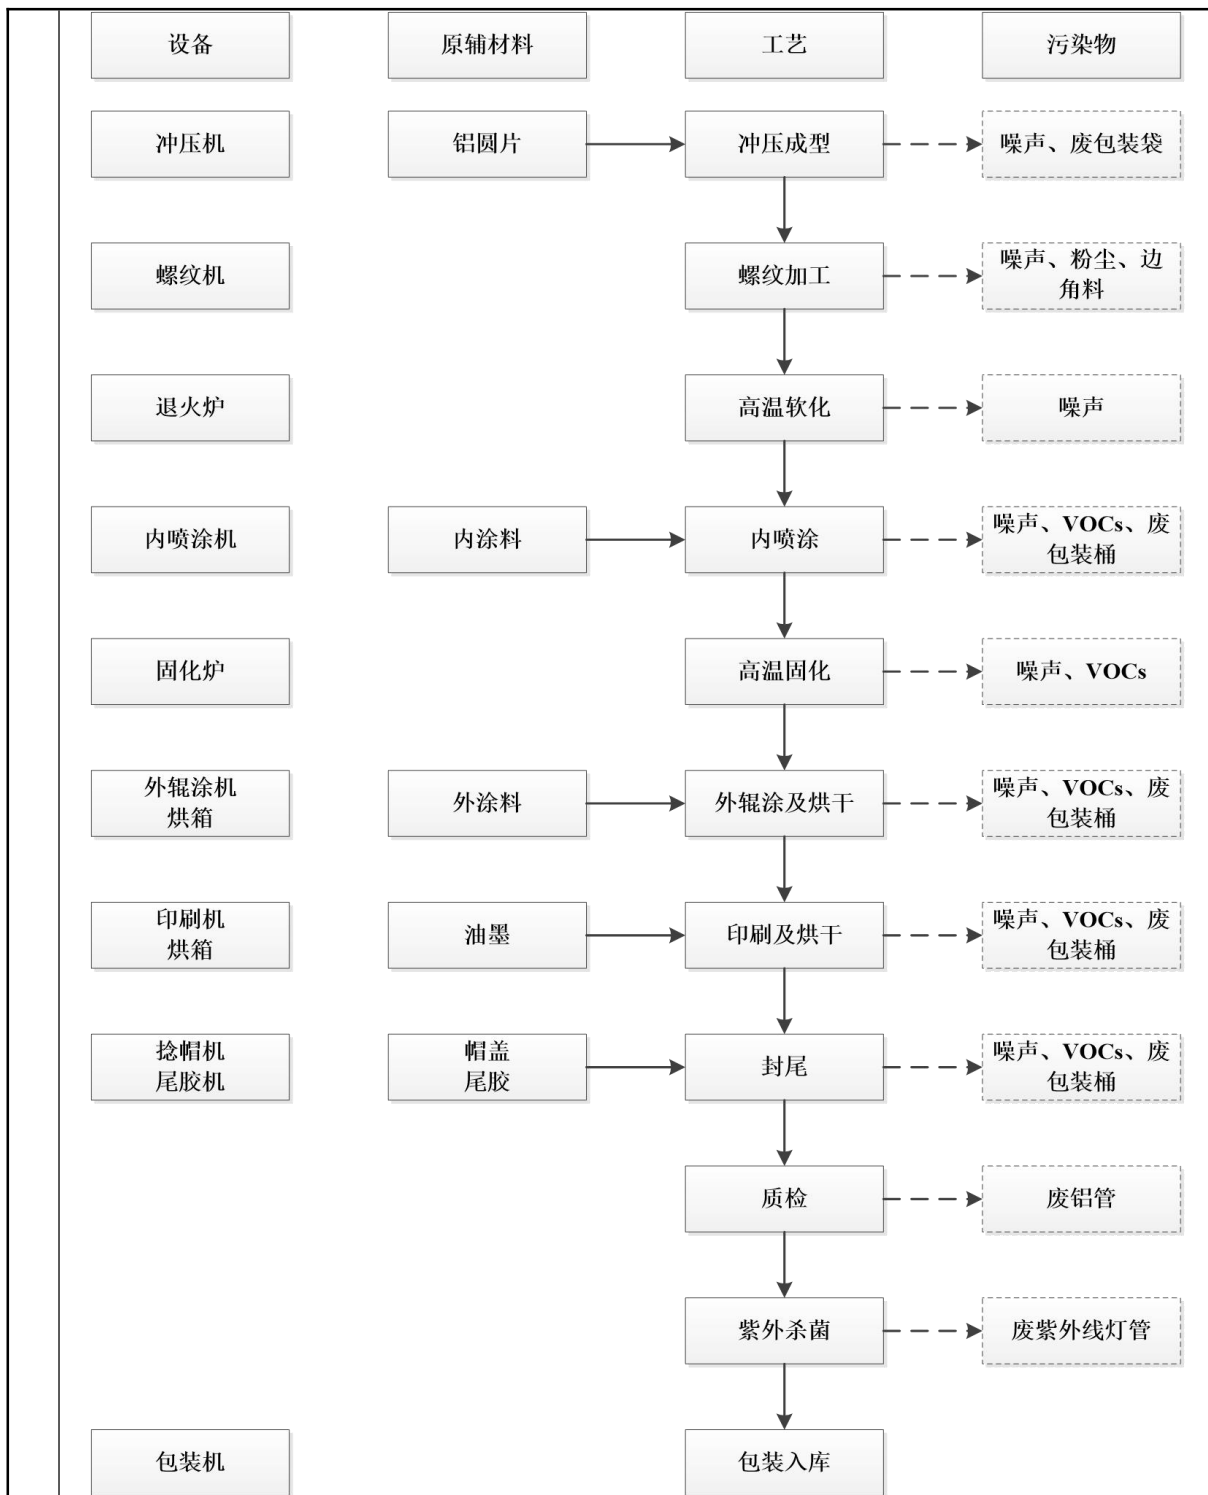 设备
原辅材料
工艺
污染物
冲压机
铝圆片
冲压成型
噪声、废包装袋
螺纹机
螺纹加工
噪声、粉尘、边
角料
退火炉
高温软化
噪声
内喷涂机
内涂料
内喷涂
噪声、VOCs、废
包装桶
固化炉
高温固化
噪声、VOCs
外辊涂机
烘箱
外涂料
外辊涂及烘干
噪声、VOCs、废
包装桶
印刷机
烘箱
油墨
印刷及烘干
噪声、VOCs、废
包装桶
捻帽机
尾胶机
帽盖
尾胶
封尾
噪声、VOCs、废
包装桶
质检
废铝管
紫外杀菌
废紫外线灯管
包装机
包装入库